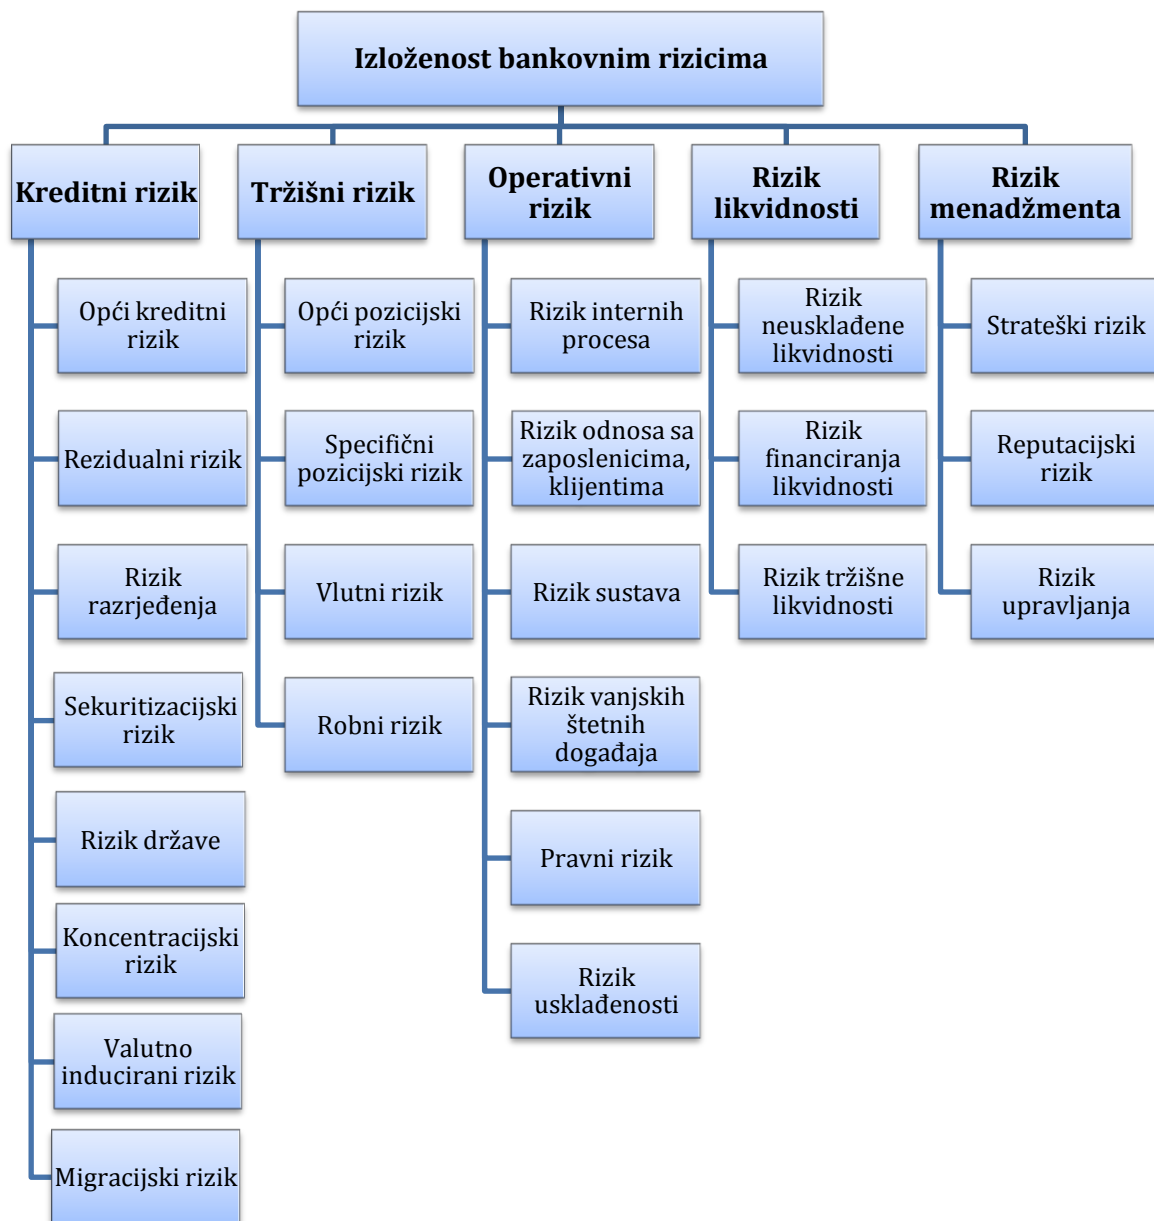 Izloženost bankovnim rizicima
Kreditni rizik
Opći kreditni
rizik
Rezidualni rizik
Rizik
razrjeđenja
Sekuritizacijski
rizik
Rizik države
Koncentracijski
rizik
Valutno
inducirani rizik
Migracijski rizik
Tržišni rizik
Opći pozicijski
rizik
Specifični
pozicijski rizik
Vlutni rizik
Robni rizik
Operativni
rizik
Rizik internih
procesa
Rizik odnosa sa
zaposlenicima,
klijentima
Rizik sustava
Rizik vanjskih
štetnih
događaja
Pravni rizik
Rizik
usklađenosti
Rizik
likvidnosti
Rizik
neusklađene
likvidnosti
Rizik
financiranja
likvidnosti
Rizik tržišne
likvidnosti
Rizik
menadžmenta
Strateški rizik
Reputacijski
rizik
Rizik
upravljanja